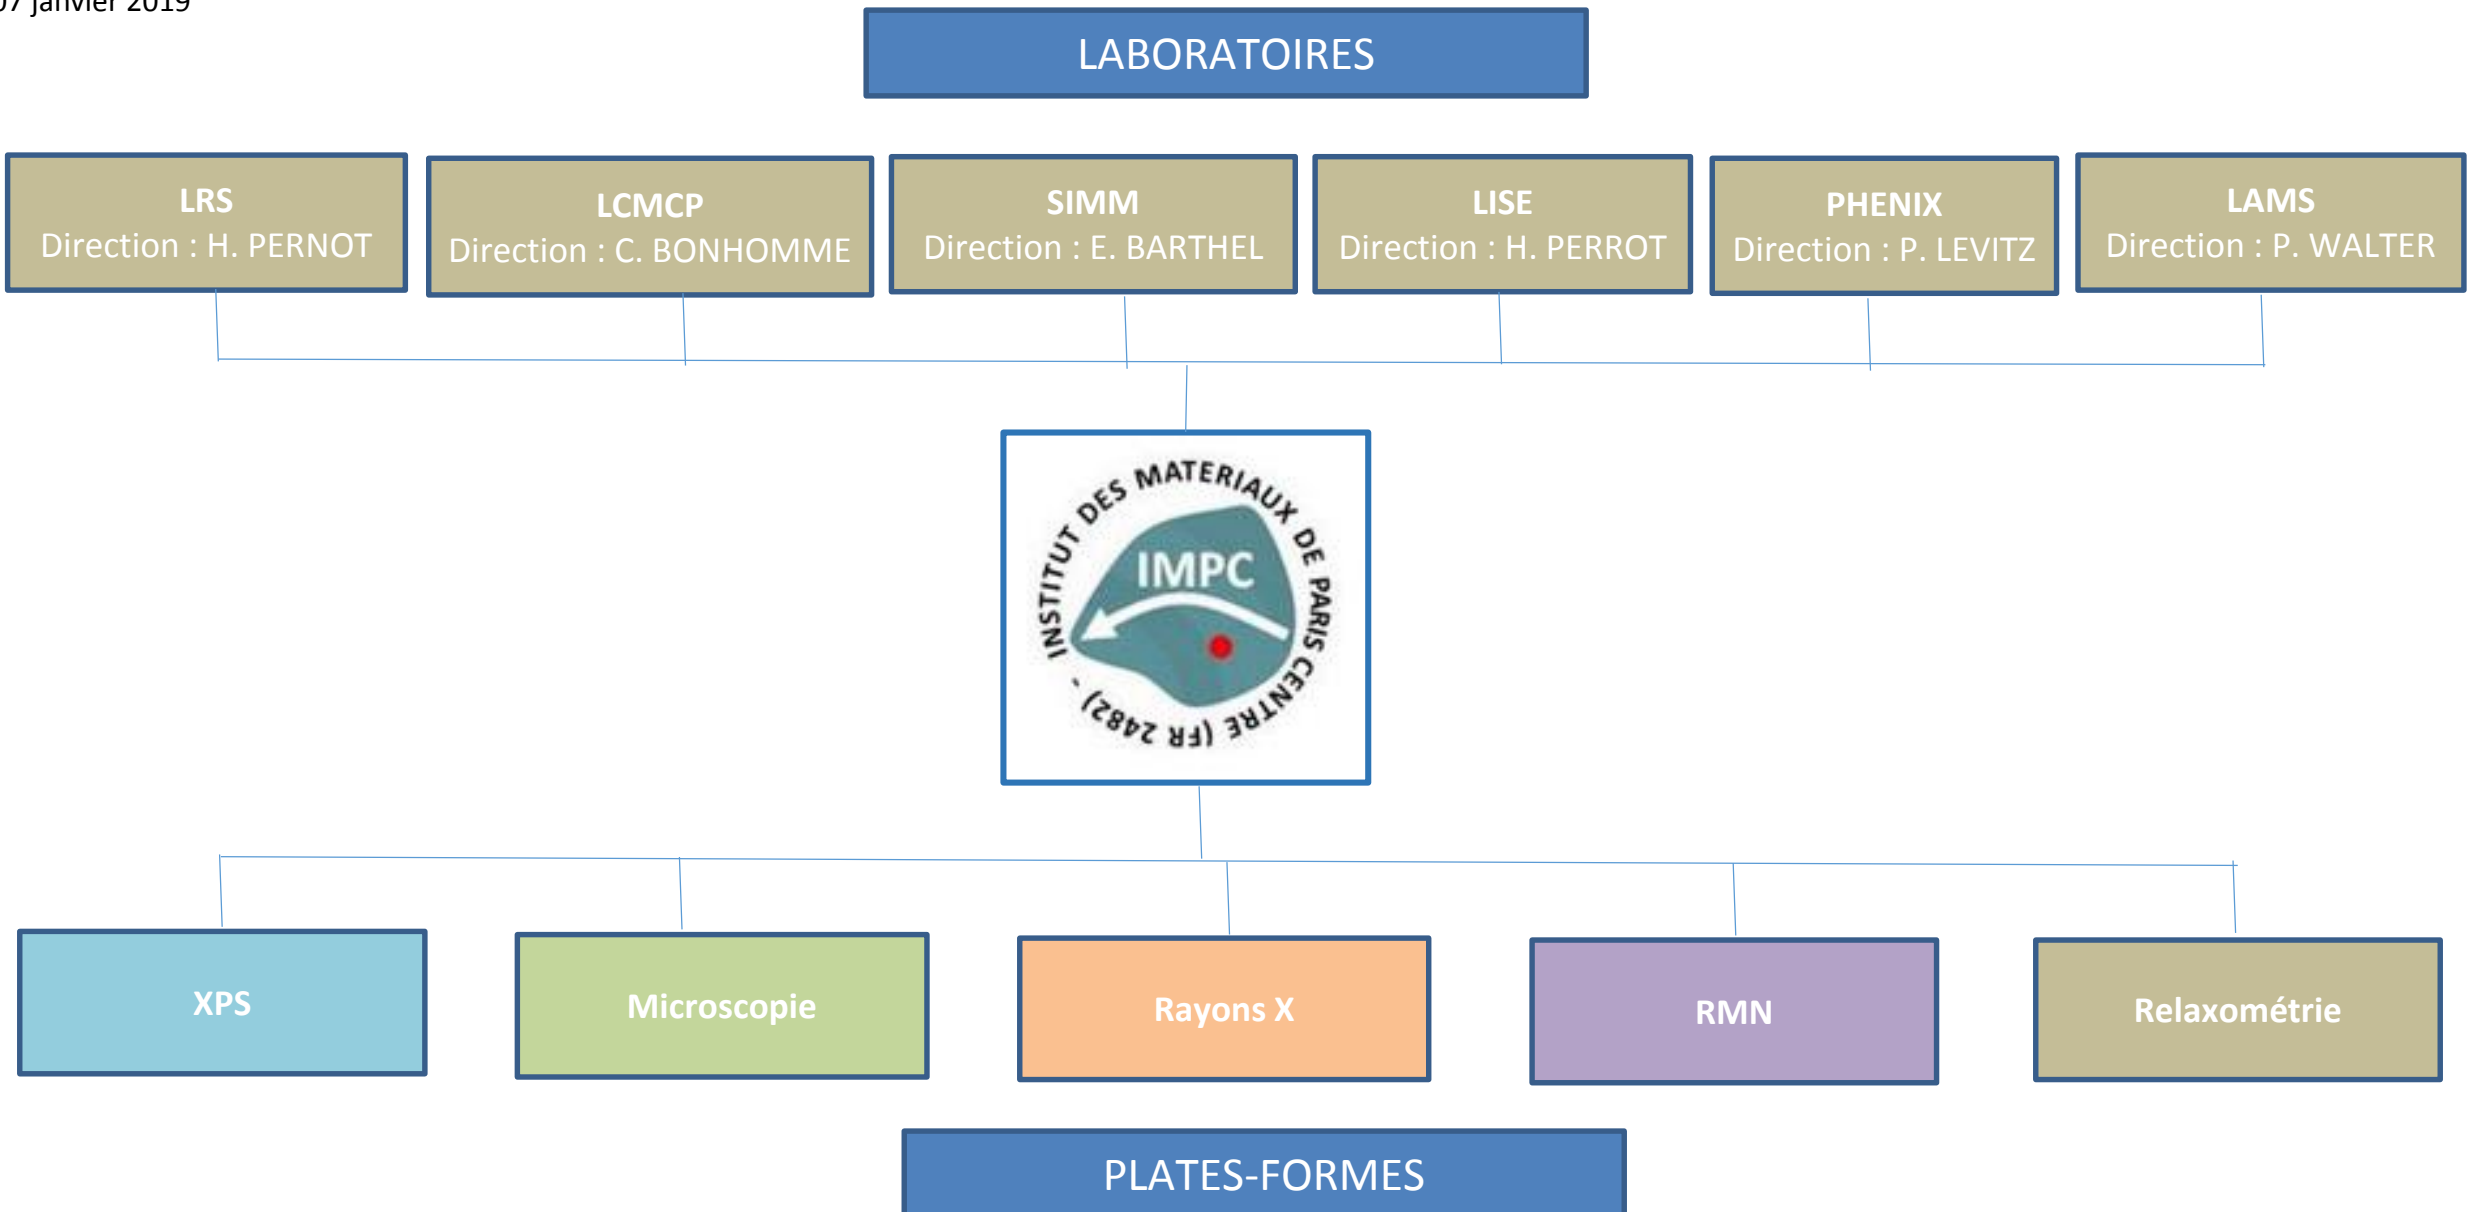 07 janvier 2019
LABORATOIRES
LRS
Direction : H. PERNOT
LCMCP
Direction : C. BONHOMME
SIMM
Direction : E. BARTHEL
LISE
Direction : H. PERROT
PHENIX
Direction : P. LEVITZ
LAMS
Direction : P. WALTER
INSTITUT DES MATERIAUX DE PARIS CENTRE (FR 2482) -
IMPC
XPS
Microscopie
Rayons X
RMN
Relaxométrie
PLATES-FORMES